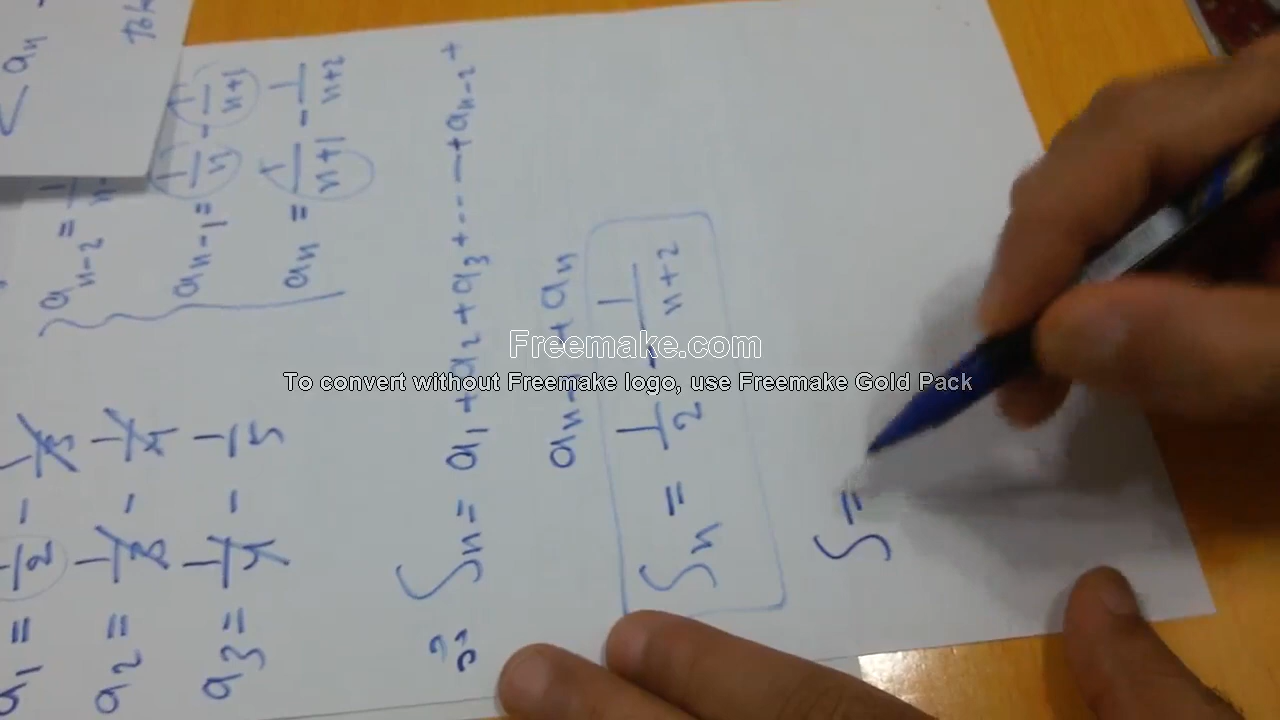 a₁ = 1/2 - 1/3
a₂ = 1/3 - 1/4
a₃ = 1/4 - 1/5
aₙ₋₂ =
aₙ₋₁ = 1/n - 1/n+1
aₙ = 1/n+1 - 1/n+2
Sₙ = a₁ + a₂ + a₃ + ... + aₙ₋₂ +
aₙ₋₁ + aₙ
Sₙ = 1/2 - 1/n+2
S =
Freemake.com
To convert without Freemake logo, use Freemake Gold Pack